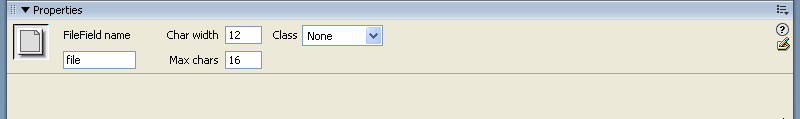 Properties
FileField name Char width 12 Class None
file Max chars 16